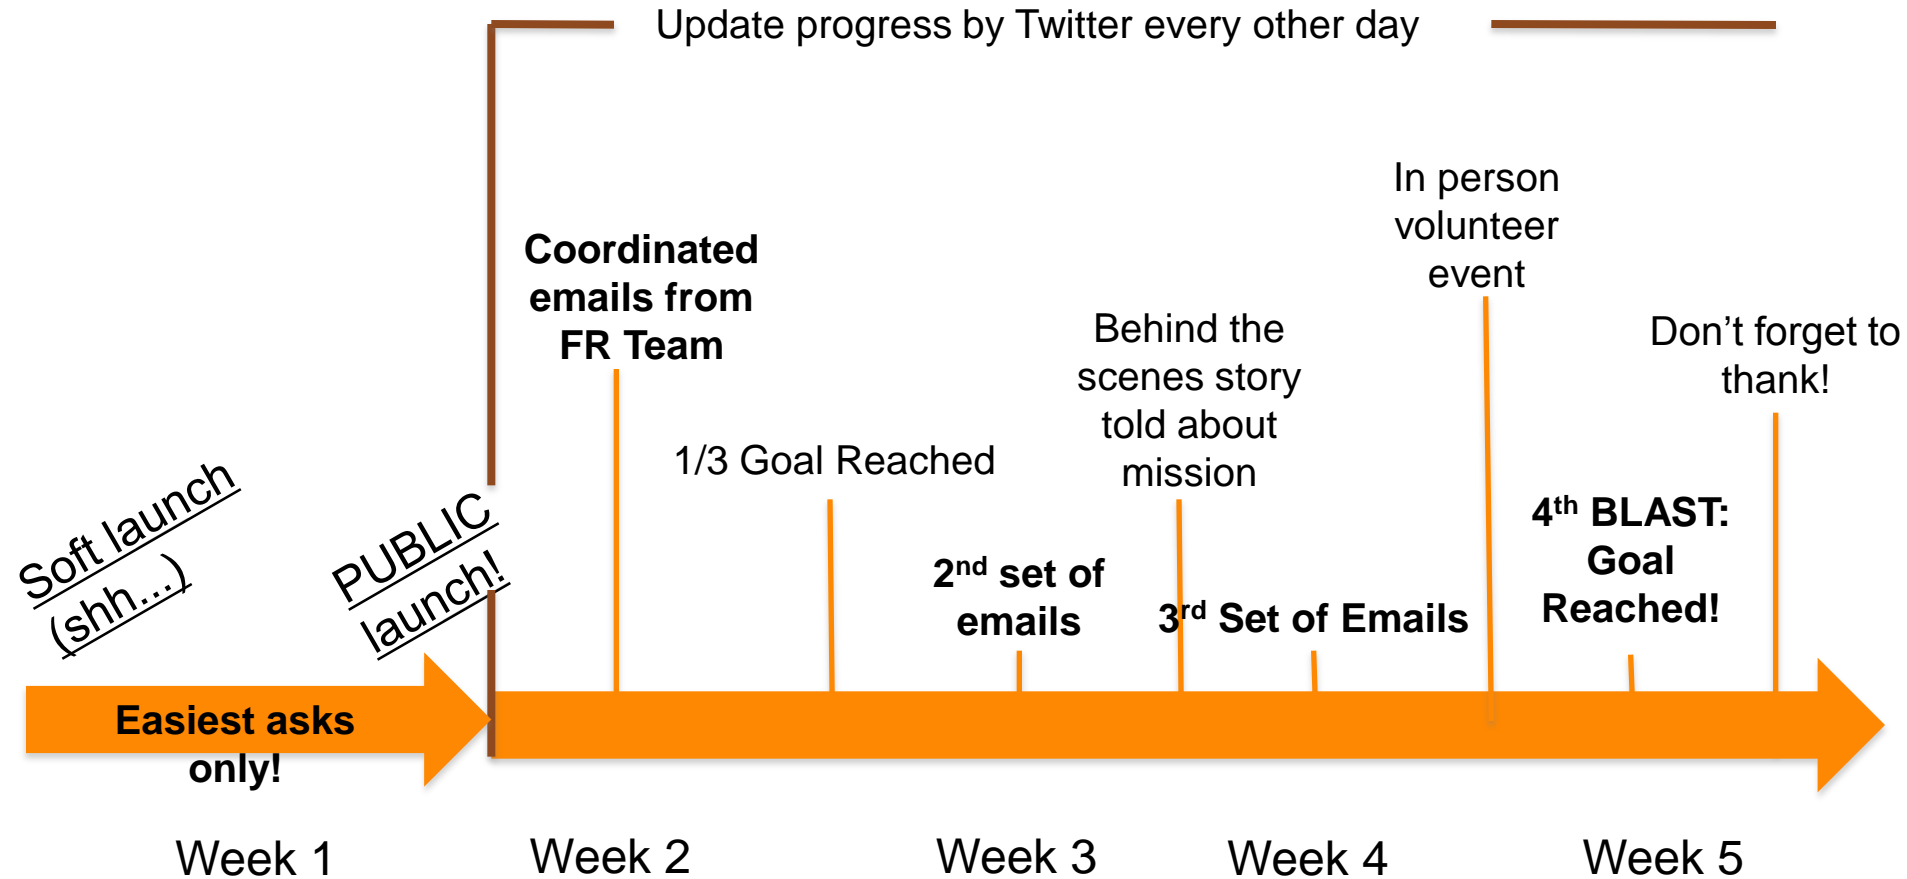 Update progress by Twitter every other day
Soft launch
(shh...)
PUBLIC
launch!
Coordinated
emails from
FR Team
1/3 Goal Reached
2nd set of
emails
Behind the
scenes story
told about
mission
3rd Set of Emails
In person
volunteer
event
4th BLAST:
Goal
Reached!
Don’t forget to
thank!
Easiest asks
only!
Week 1
Week 2
Week 3
Week 4
Week 5